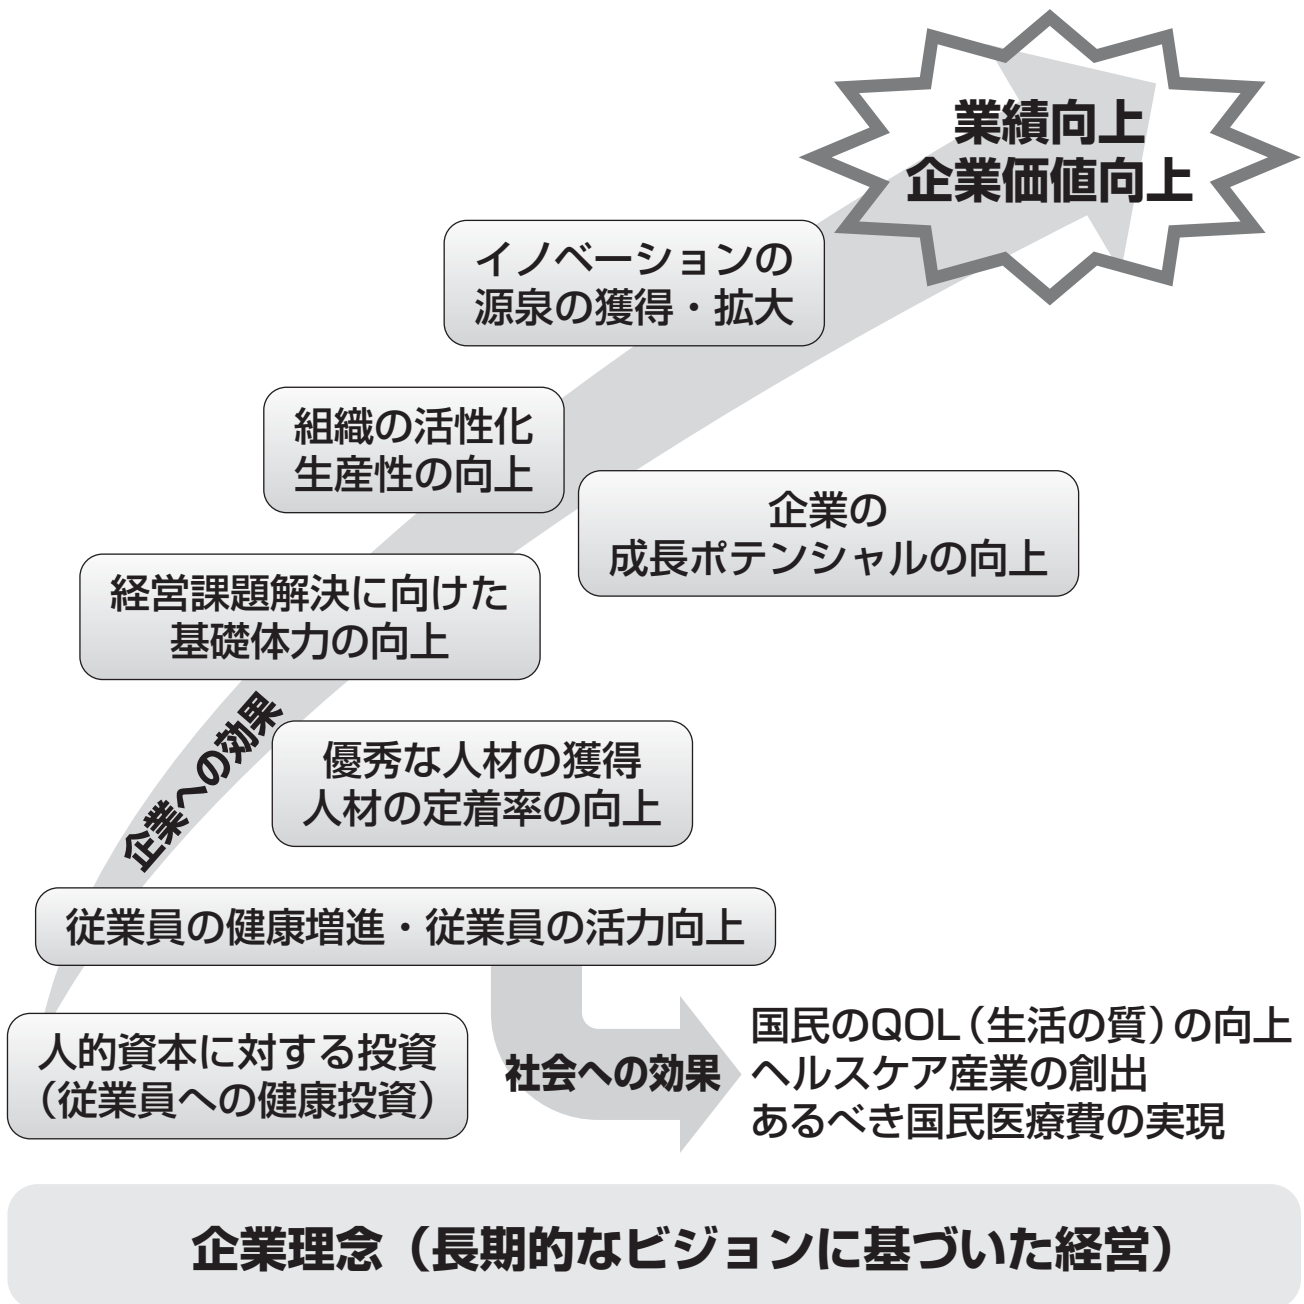 業績向上
企業価値向上
イノベーションの
源泉の獲得・拡大
組織の活性化
生産性の向上
企業の
成長ポテンシャルの向上
経営課題解決に向けた
基礎体力の向上
企業への効果
優秀な人材の獲得
人材の定着率の向上
従業員の健康増進・従業員の活力向上
人的資本に対する投資
（従業員への健康投資）
社会への効果
国民のQOL（生活の質）の向上
ヘルスケア産業の創出
あるべき国民医療費の実現
企業理念（長期的なビジョンに基づいた経営）